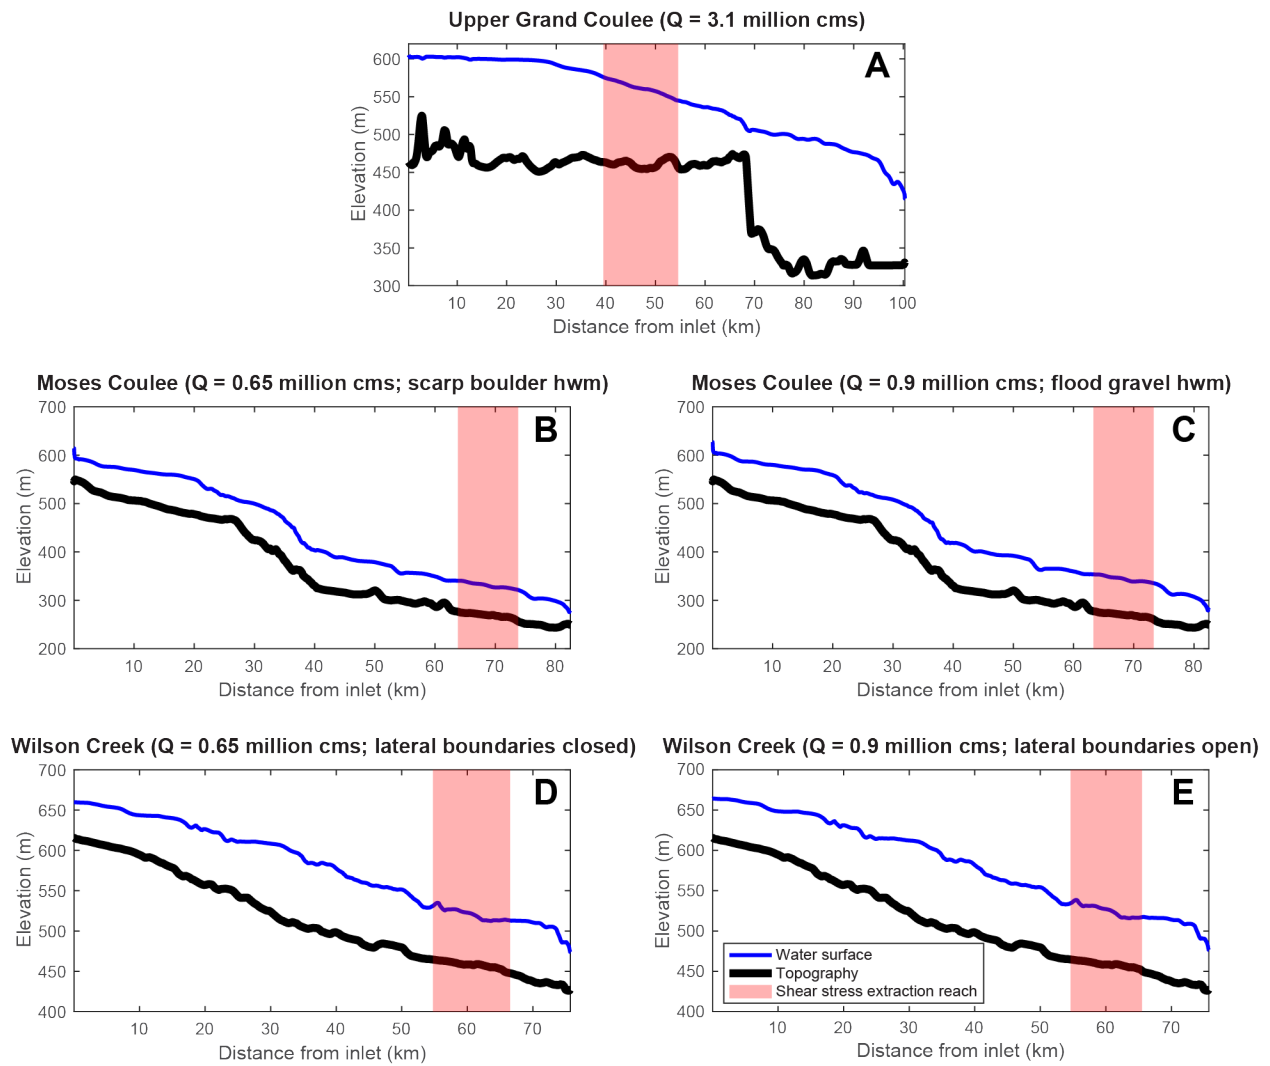 Upper Grand Coulee (Q = 3.1 million cms)
A
600
550
500
450
400
350
300
Elevation (m)
10 20 30 40 50 60 70 80 90 100
Distance from inlet (km)
Moses Coulee (Q = 0.65 million cms; scarp boulder hwm)
B
700
600
500
400
300
200
Elevation (m)
10 20 30 40 50 60 70 80
Distance from inlet (km)
Moses Coulee (Q = 0.9 million cms; flood gravel hwm)
C
700
600
500
400
300
200
Elevation (m)
10 20 30 40 50 60 70 80
Distance from inlet (km)
Wilson Creek (Q = 0.65 million cms; lateral boundaries closed)
D
700
650
600
550
500
450
400
Elevation (m)
10 20 30 40 50 60 70
Distance from inlet (km)
Wilson Creek (Q = 0.9 million cms; lateral boundaries open)
E
700
650
600
550
500
450
400
Elevation (m)
Water surface
Topography
Shear stress extraction reach
10 20 30 40 50 60 70
Distance from inlet (km)